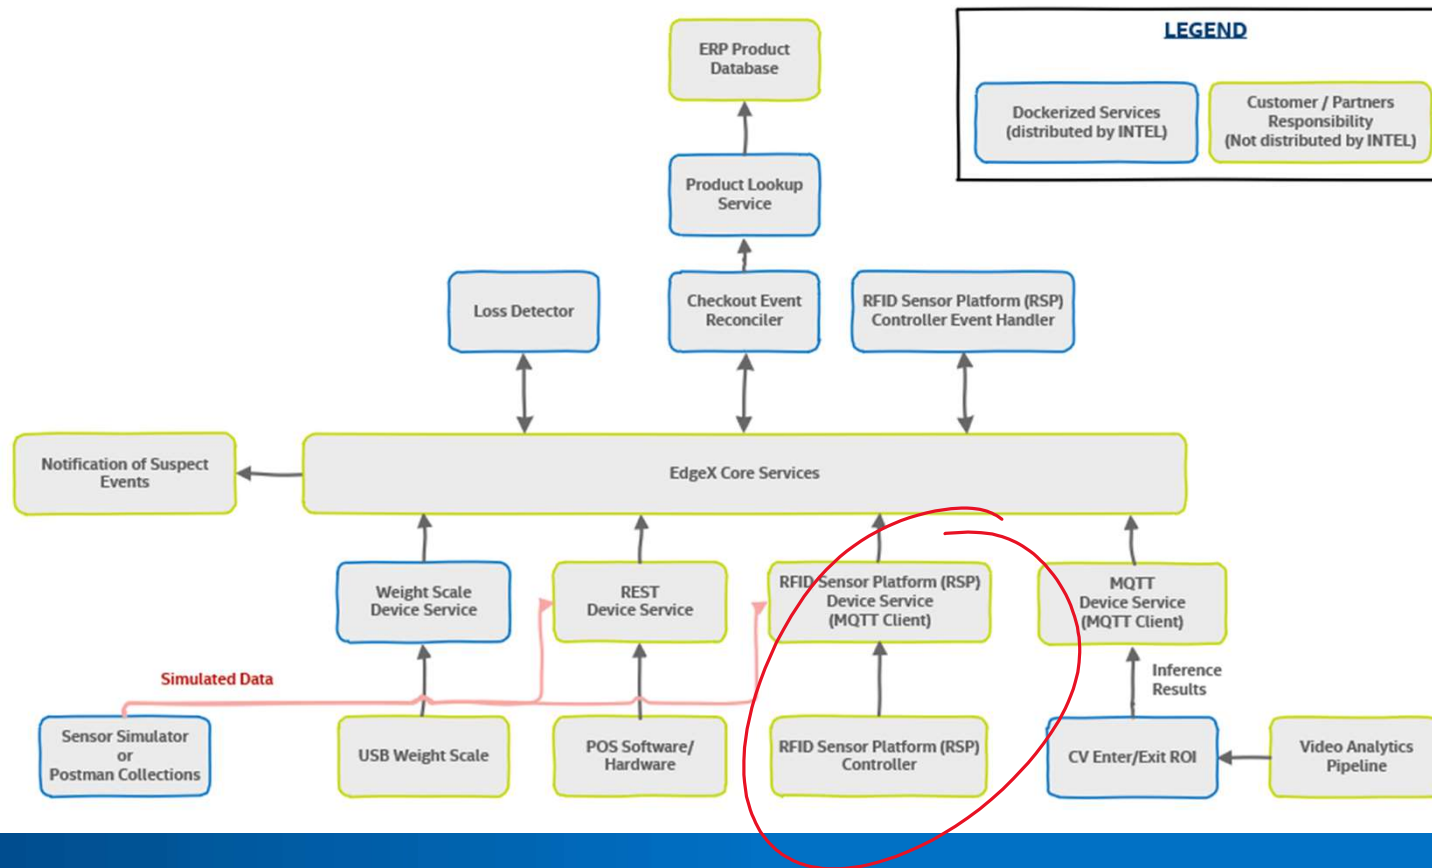 LEGEND
Dockerized Services
(distributed by INTEL)
Customer / Partners
Responsibility
(Not distributed by INTEL)
ERP Product
Database
Product Lookup
Service
Loss Detector
Checkout Event
Reconciler
RFID Sensor Platform (RSP)
Controller Event Handler
Notification of Suspect
Events
EdgeX Core Services
Weight Scale
Device Service
REST
Device Service
RFID Sensor Platform (RSP)
Device Service
(MQTT Client)
MQTT
Device Service
(MQTT Client)
Simulated Data
Inference
Results
Sensor Simulator
or
Postman Collections
USB Weight Scale
POS Software/
Hardware
RFID Sensor Platform (RSP)
Controller
CV Enter/Exit ROI
Video Analytics
Pipeline